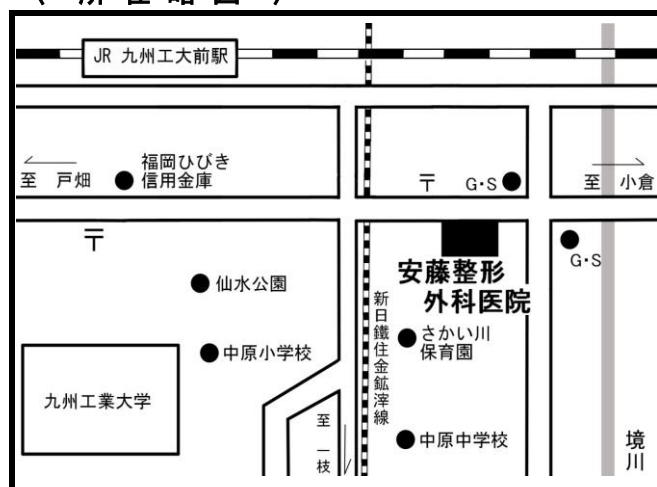 ( 所 在 略 図 )
JR 九州工大前駅
福岡ひびき
信用金庫
至 戸畑
〒
G・S
至 小倉
〒
G・S
安藤整形
外科医院
仙水公園
新日鐵住金鉱滓線
さかい川
保育園
中原小学校
九州工業大学
至 一枝
中原中学校
境川